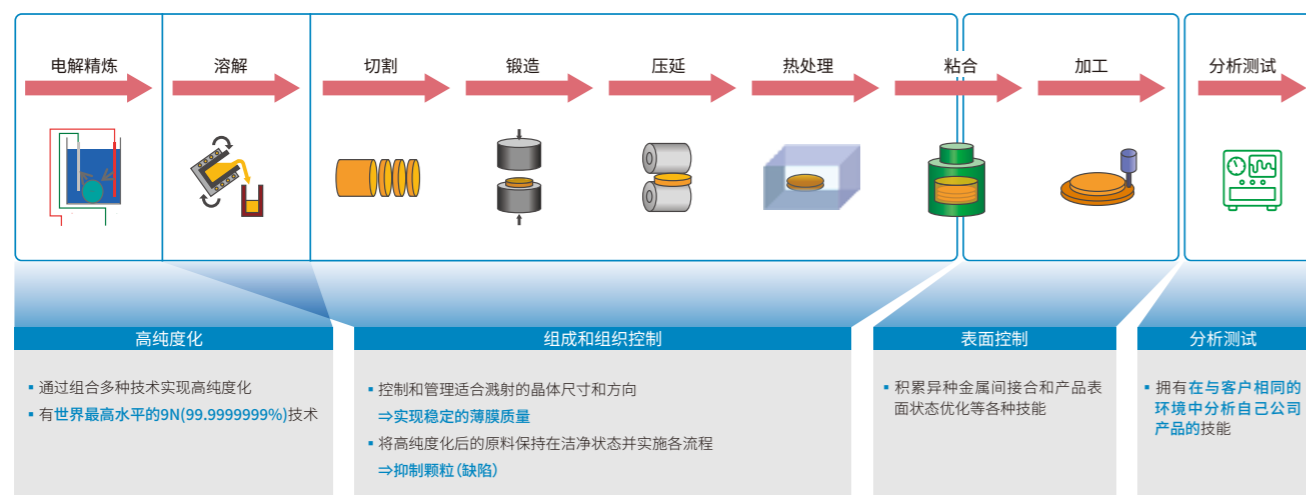 电解精炼
溶解
切割
锻造
压延
热处理
粘合
加工
分析测试
高纯度化
▪ 通过组合多种技术实现高纯度化
▪ 有世界最高水平的9N(99.9999999%)技术
组成和组织控制
▪ 控制和管理适合溅射的晶体尺寸和方向
⇒实现稳定的薄膜质量
▪ 将高纯度化后的原料保持在洁净状态并实施各流程
⇒抑制颗粒(缺陷)
表面控制
▪ 积累异种金属间接合和产品表
面状态优化等各种技能
分析测试
▪ 拥有在与客户相同的
环境中分析自己公司
产品的技能